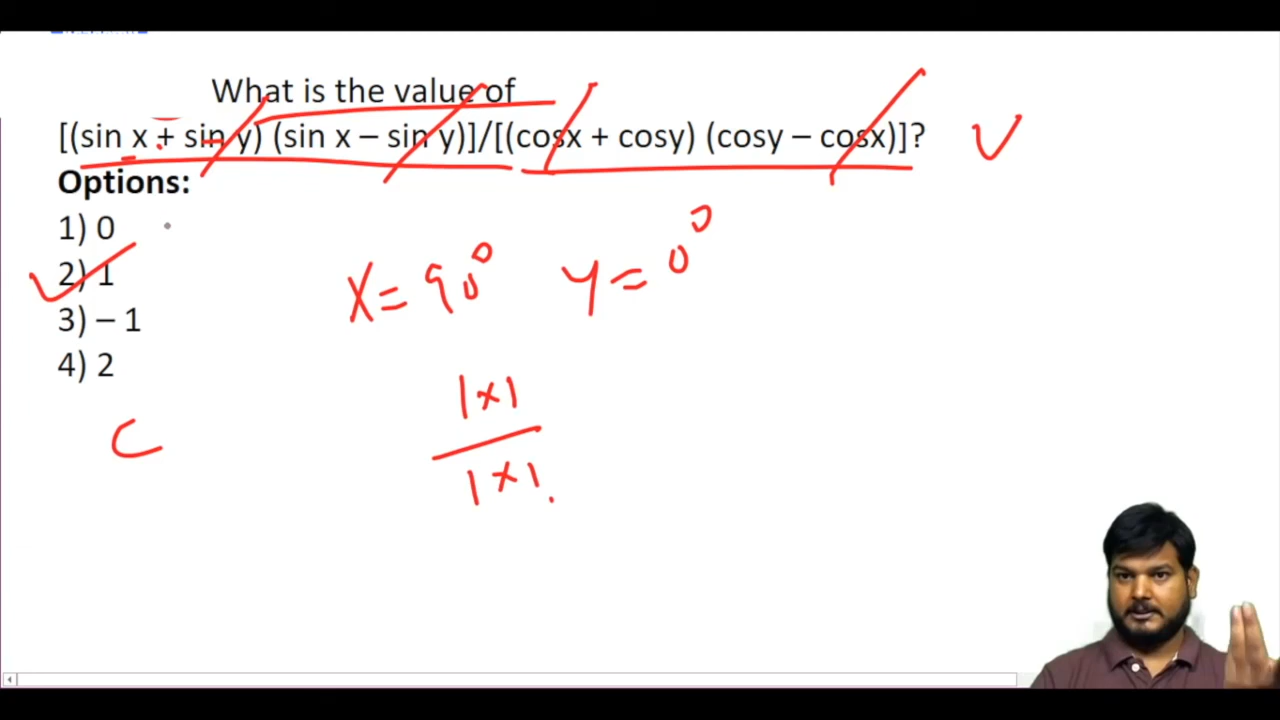 What is the value of
[(sin x + sin y) (sin x – sin y)]/[(cosx + cosy) (cosy – cosx)]?
Options:
1) 0
2) 1
3) – 1
4) 2
X = 90° Y = 0°
1 × 1
1 × 1